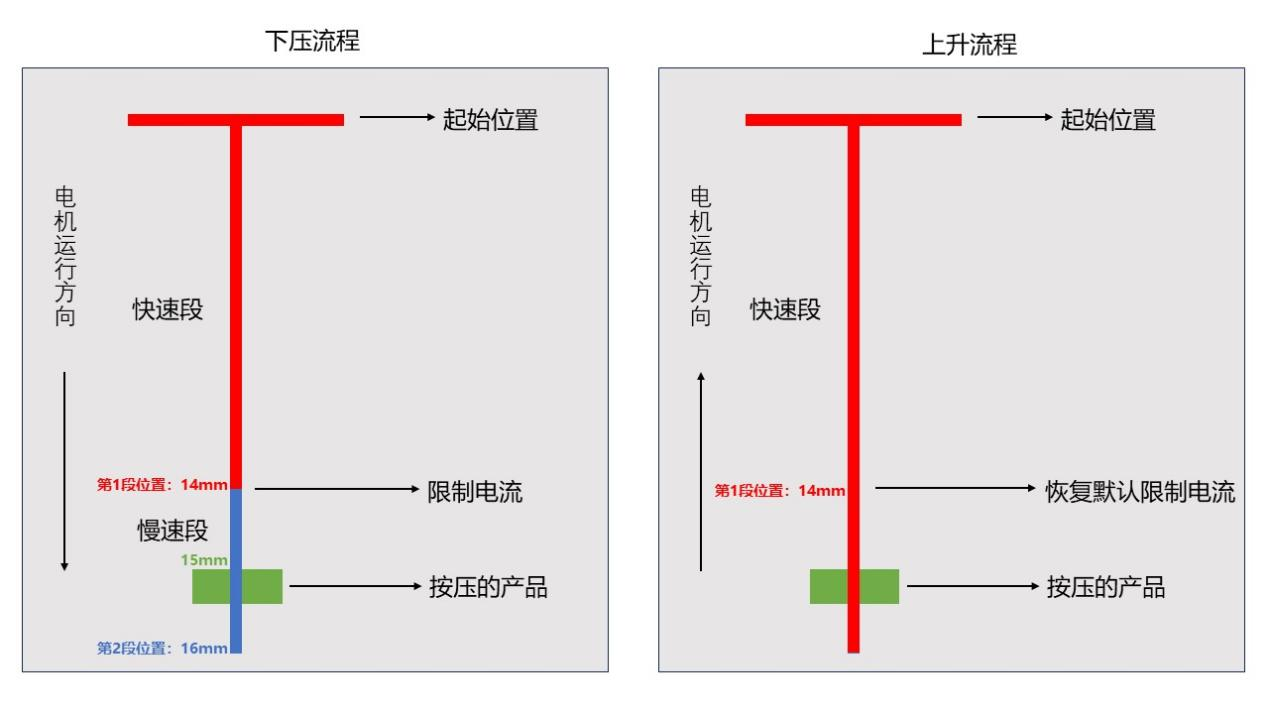 下压流程
起始位置
电机运行方向
快速段
第1段位置：14mm
限制电流
慢速段
15mm
按压的产品
第2段位置：16mm
上升流程
起始位置
电机运行方向
快速段
第1段位置：14mm
恢复默认限制电流
按压的产品